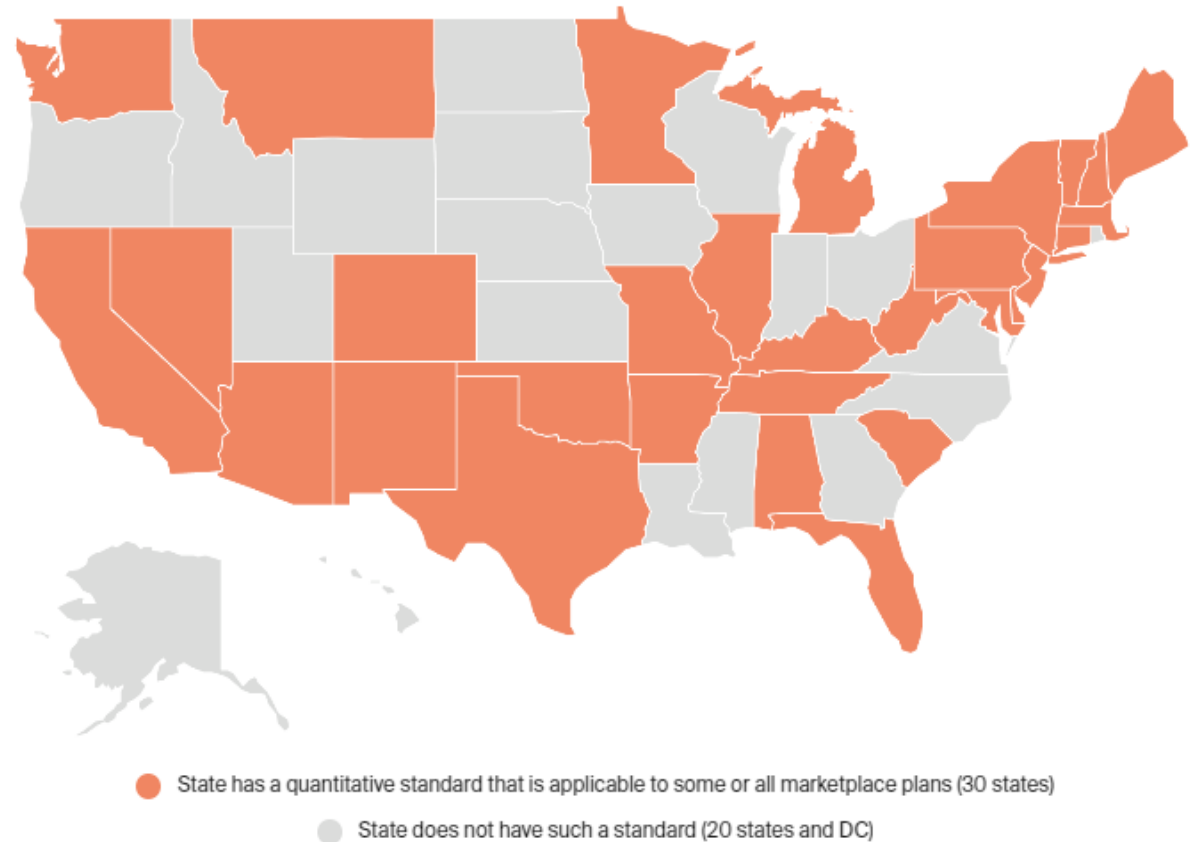 State has a quantitative standard that is applicable to some or all marketplace plans (30 states)
State does not have such a standard (20 states and DC)